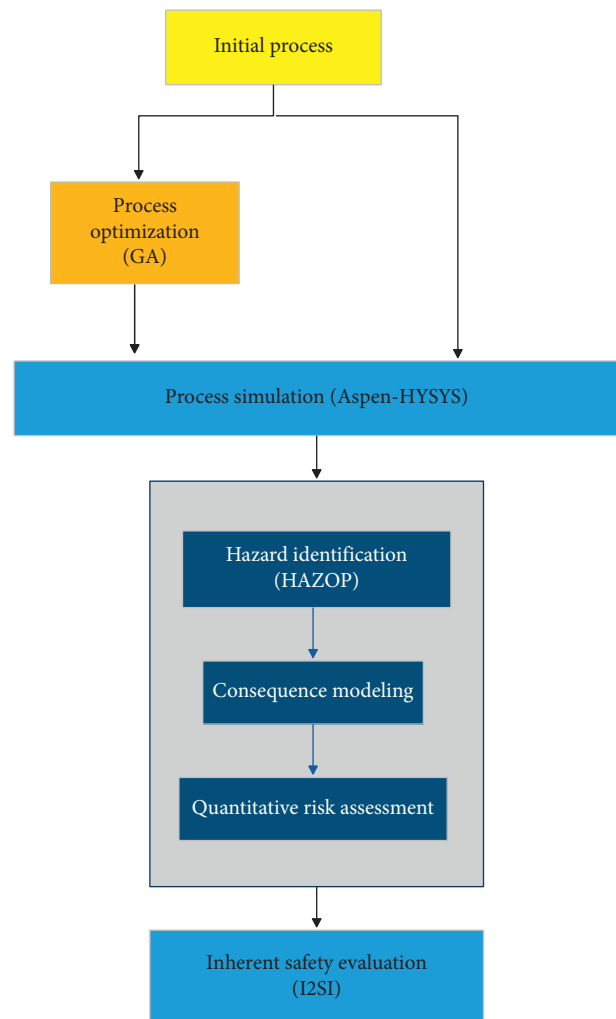 Initial process
Process
optimization
(GA)
Process simulation (Aspen-HYSYS)
Hazard identification
(HAZOP)
Consequence modeling
Quantitative risk assessment
Inherent safety evaluation
(I2SI)